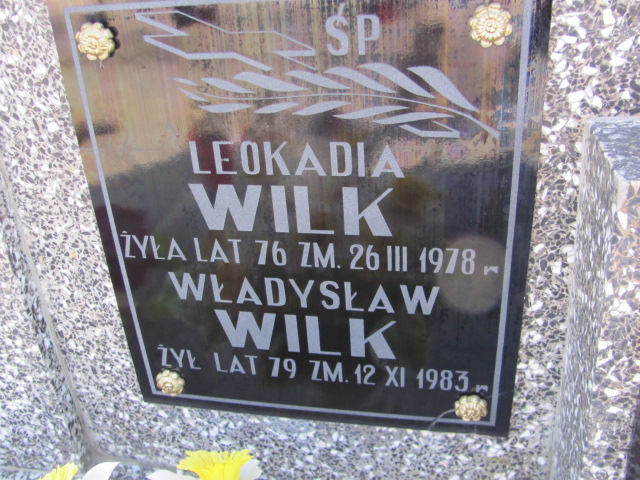 ŚP
LEOKADIA
WILK
ŻYŁA LAT 76 ZM. 26 III 1978 R
WŁADYSŁAW
WILK
ŻYŁ LAT 79 ZM. 12 XI 1983 R